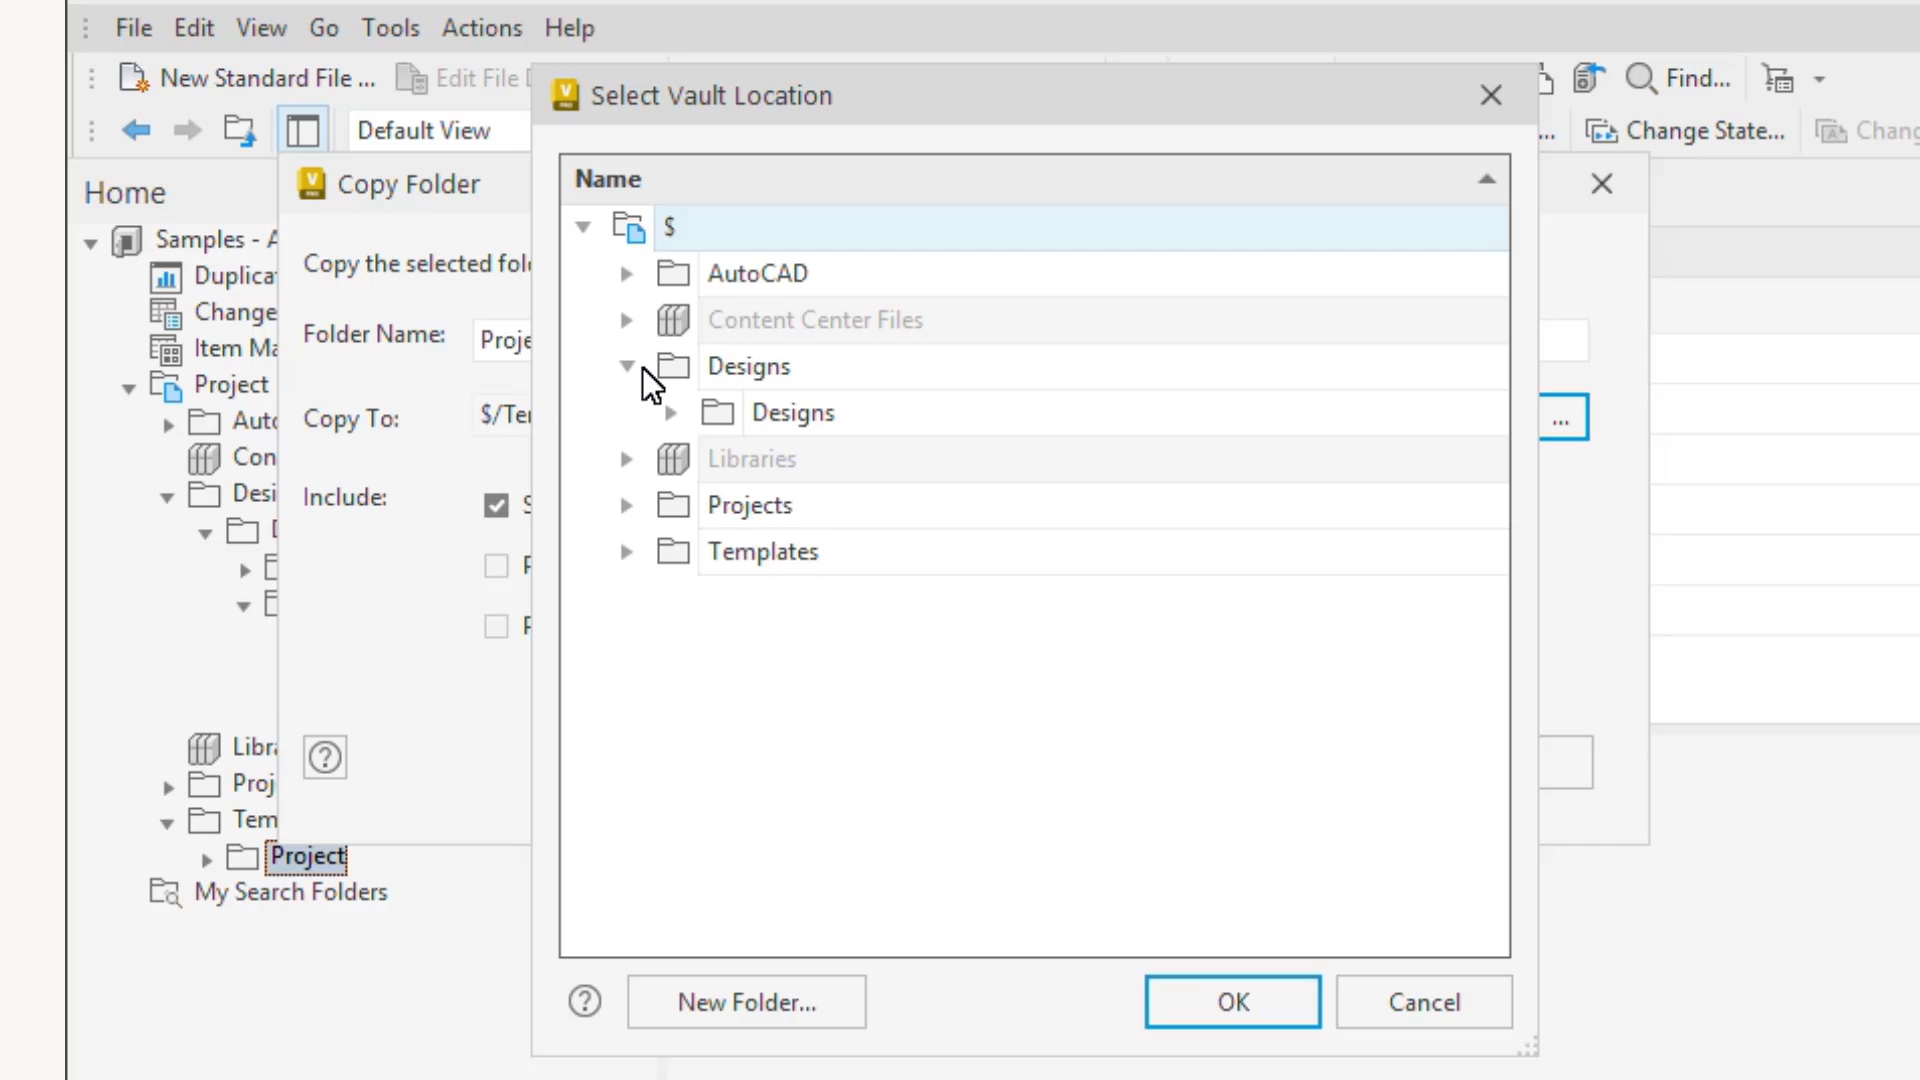 File Edit View Go Tools Actions Help
New Standard File ... Edit File Find...
Default View ... Change State...
Select Vault Location
Copy Folder
Home
Name
$
Samples -
AutoCAD
Copy the selected
Content Center Files
Folder Name:
Project
Designs
Copy To:
Designs
...
Include:
Libraries
Projects
Templates
Project
My Search Folders
New Folder...
OK
Cancel